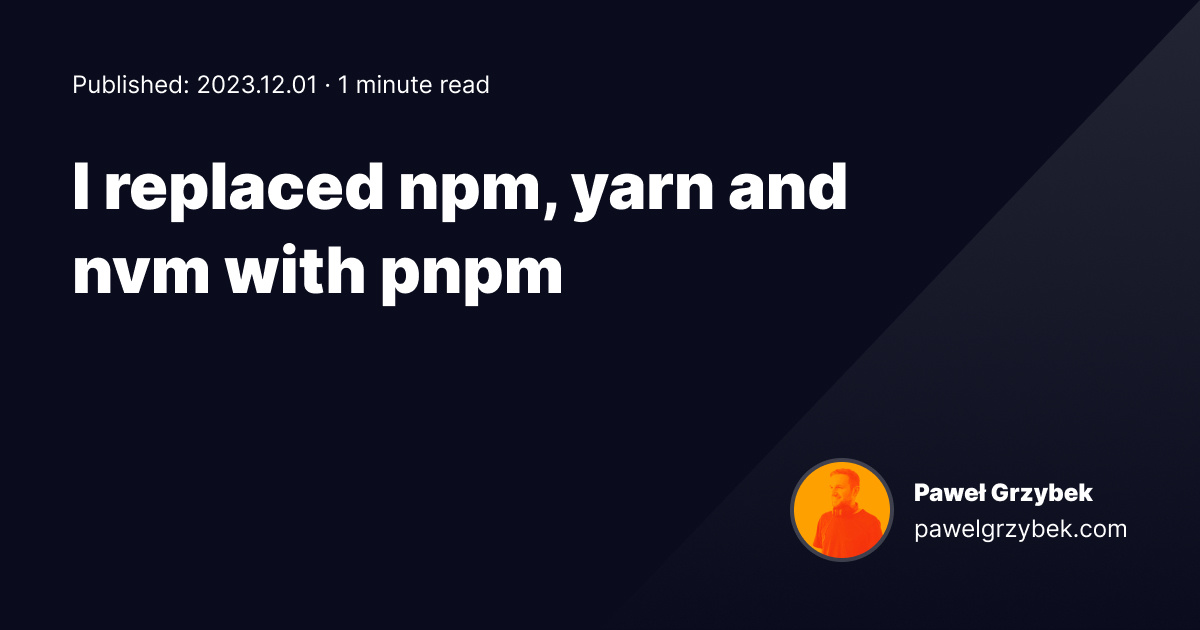 Published: 2023.12.01 · 1 minute read
I replaced npm, yarn and
nvm with pnpm
Paweł Grzybek
pawelgrzybek.com